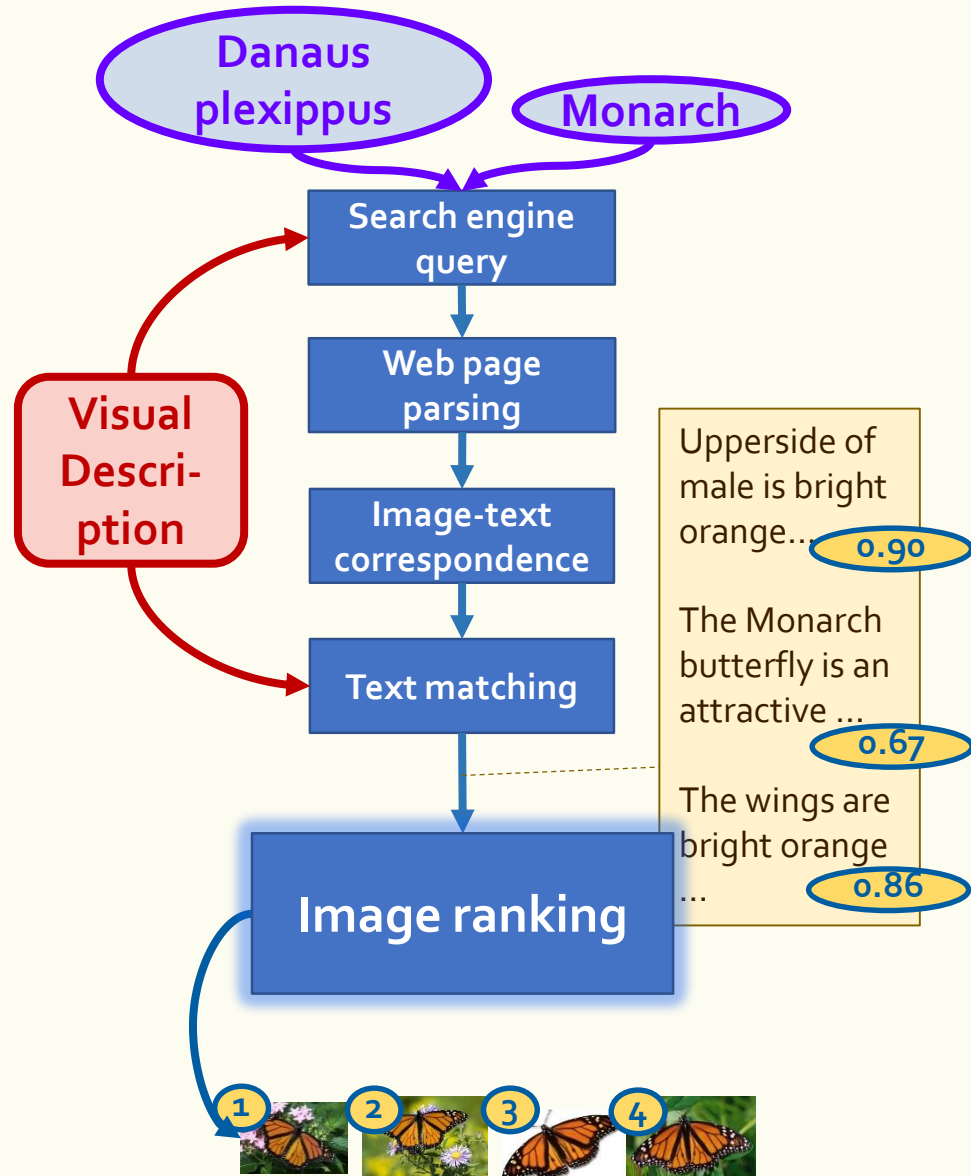 Danaus
plexippus
Monarch
Search engine
query
Web page
parsing
Visual
Descri-
ption
Image-text
correspondence
Text matching
Upperside of
male is bright
orange...
0.90
The Monarch
butterfly is an
attractive ...
0.67
The wings are
bright orange
...
0.86
Image ranking
1
2
3
4